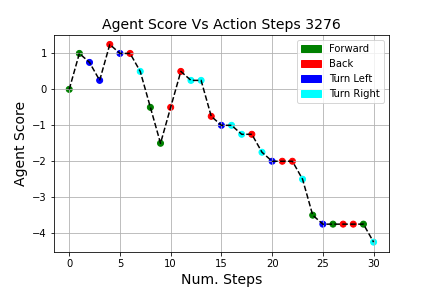 Agent Score Vs Action Steps 3276
Forward
Back
Turn Left
Turn Right
Agent Score
1
0
−1
−2
−3
−4
0 5 10 15 20 25 30
Num. Steps